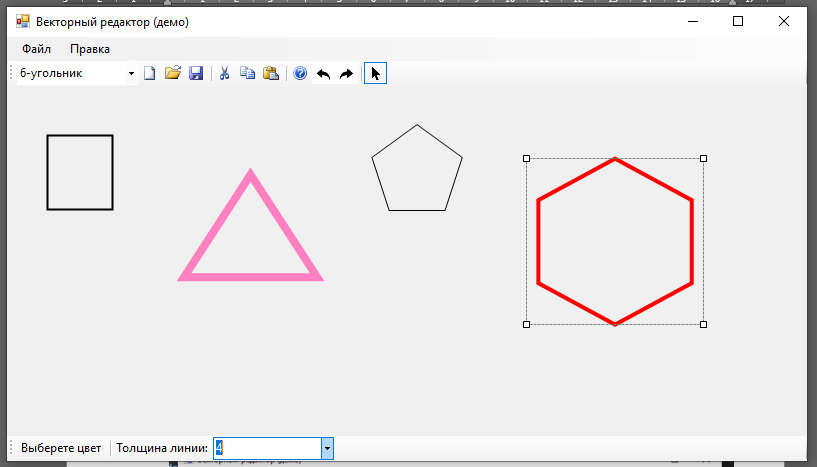 Векторный редактор (демо)
Файл Правка
6-угольник
Выберете цвет Толщина линии: 4